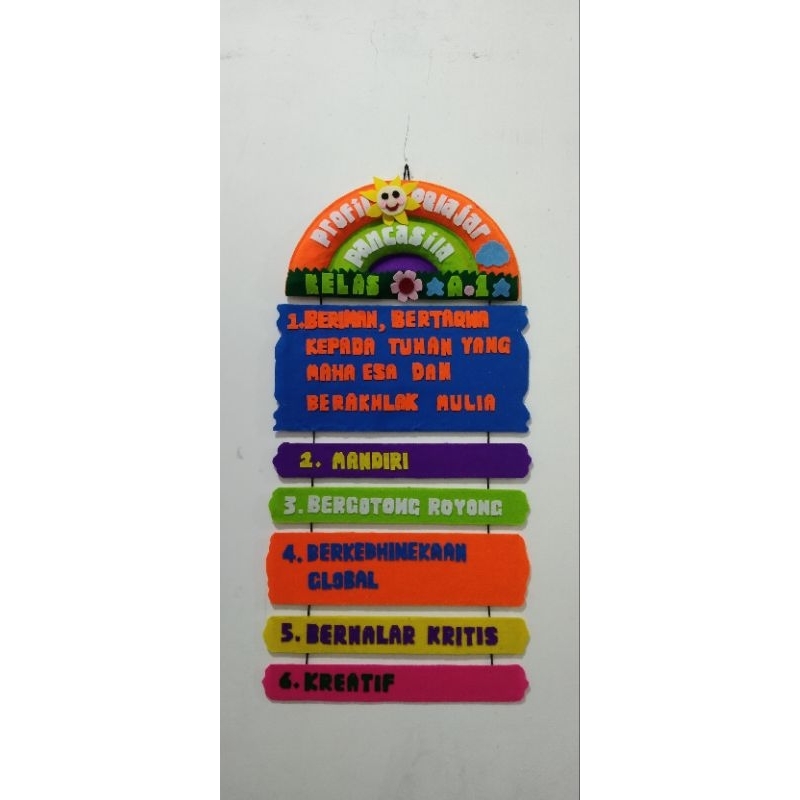 Profil Pelajar
Pancasila
KELAS A.1
1. BERIMAN, BERTAQWA
KEPADA TUHAN YANG
MAHA ESA DAN
BERAKHLAK MULIA
2. MANDIRI
3. BERGOTONG ROYONG
4. BERKEBHINEKAAN
GLOBAL
5. BERNALAR KRITIS
6. KREATIF